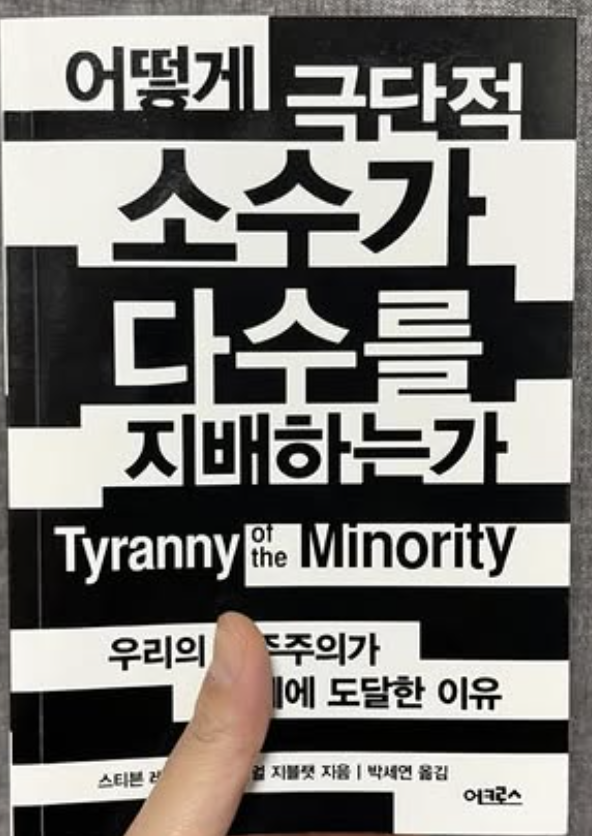 어떻게 극단적
소수가
다수를
지배하는가
Tyranny of the Minority
우리의 주주의가
에 도달한 이유
스티븐 지블랫 지음 | 박세연 옮김
어크로스